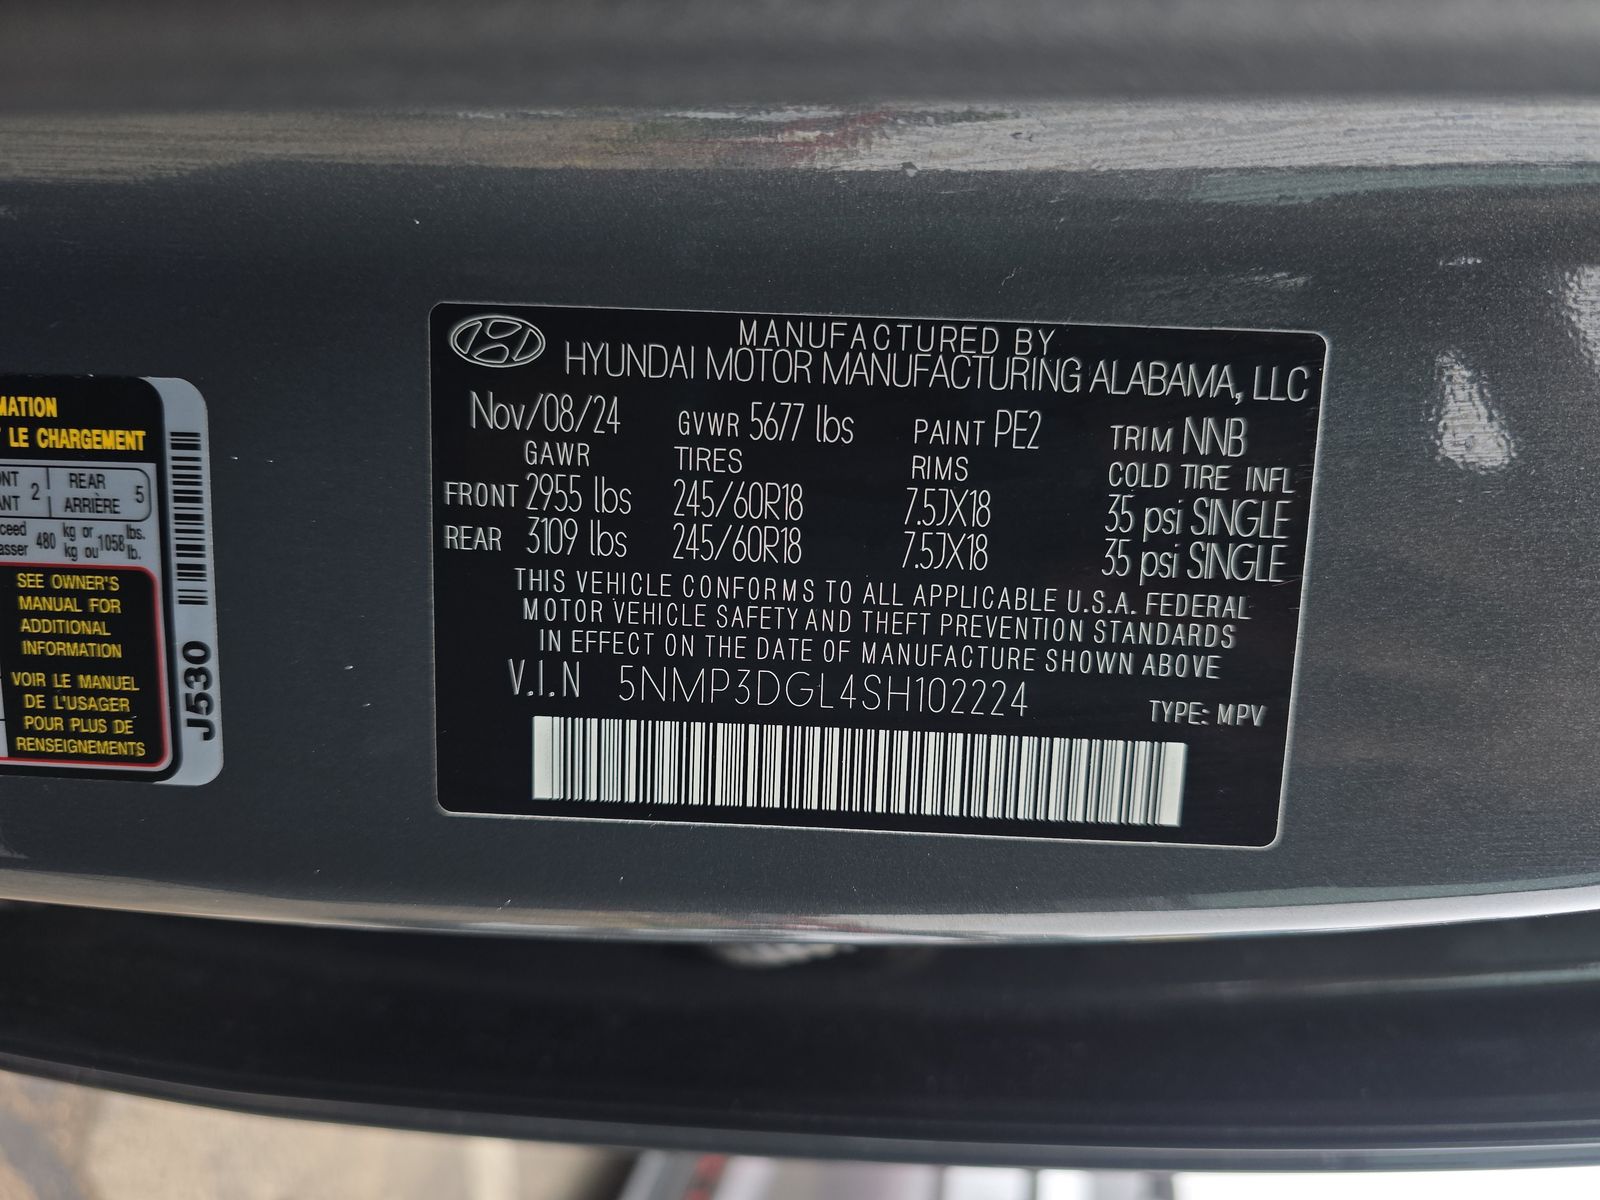 MATION
LE CHARGEMENT
2 REAR 5
ARRIÈRE
480 kg or 1058 lbs.
kg ou lb.
SEE OWNER'S
MANUAL FOR
ADDITIONAL
INFORMATION
VOIR LE MANUEL
DE L'USAGER
POUR PLUS DE
RENSEIGNEMENTS
J530
MANUFACTURED BY
HYUNDAI MOTOR MANUFACTURING ALABAMA, LLC
Nov/08/24 GVWR 5677 lbs PAINT PE2 TRIM NNB
GAWR TIRES RIMS COLD TIRE INFL
FRONT 2955 lbs 245/60R18 7.5JX18 35 psi SINGLE
REAR 3109 lbs 245/60R18 7.5JX18 35 psi SINGLE
THIS VEHICLE CONFORMS TO ALL APPLICABLE U.S.A. FEDERAL
MOTOR VEHICLE SAFETY AND THEFT PREVENTION STANDARDS
IN EFFECT ON THE DATE OF MANUFACTURE SHOWN ABOVE
V.I.N 5NMP3DGL4SH102224 TYPE: MPV